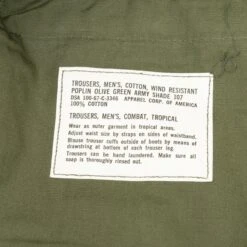 TROUSERS, MEN'S, COTTON, WIND RESISTANT
POPLIN OLIVE GREEN ARMY SHADE 107
DSA 100-67-C-3346 APPAREL CORP. OF AMERICA
100% COTTON
TROUSERS, MEN'S, COMBAT, TROPICAL
Wear as outer garment in tropical areas.
Adjust waist size by straps on sides of waistband.
Blouse trouser cuffs outside of boots by means of
drawstring at bottom of each trouser leg.
Trousers can be hand laundered. Make sure all
soap is thoroughly rinsed out.